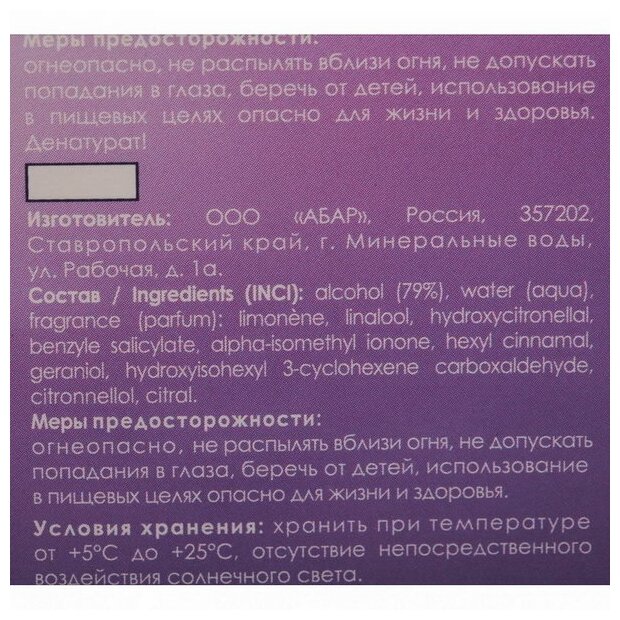 Меры предосторожности:
огнеопасно, не распылять вблизи огня, не допускать
попадания в глаза, беречь от детей, использование
в пищевых целях опасно для жизни и здоровья.
Денатурат!
Изготовитель: ООО «АБАР», Россия, 357202,
Ставропольский край, г. Минеральные воды,
ул. Рабочая, д. 1а.
Состав / Ingredients (INCI): alcohol (79%), water (aqua),
fragrance (parfum): limonène, linalool, hydroxycitronellal,
benzyle salicylate, alpha-isomethyl ionone, hexyl cinnamal,
geraniol, hydroxyisohexyl 3-cyclohexene carboxaldehyde,
citronnellol, citral.
Меры предосторожности:
огнеопасно, не распылять вблизи огня, не допускать
попадания в глаза, беречь от детей, использование
в пищевых целях опасно для жизни и здоровья.
Условия хранения: хранить при температуре
от +5°С до +25°С, отсутствие непосредственного
воздействия солнечного света.